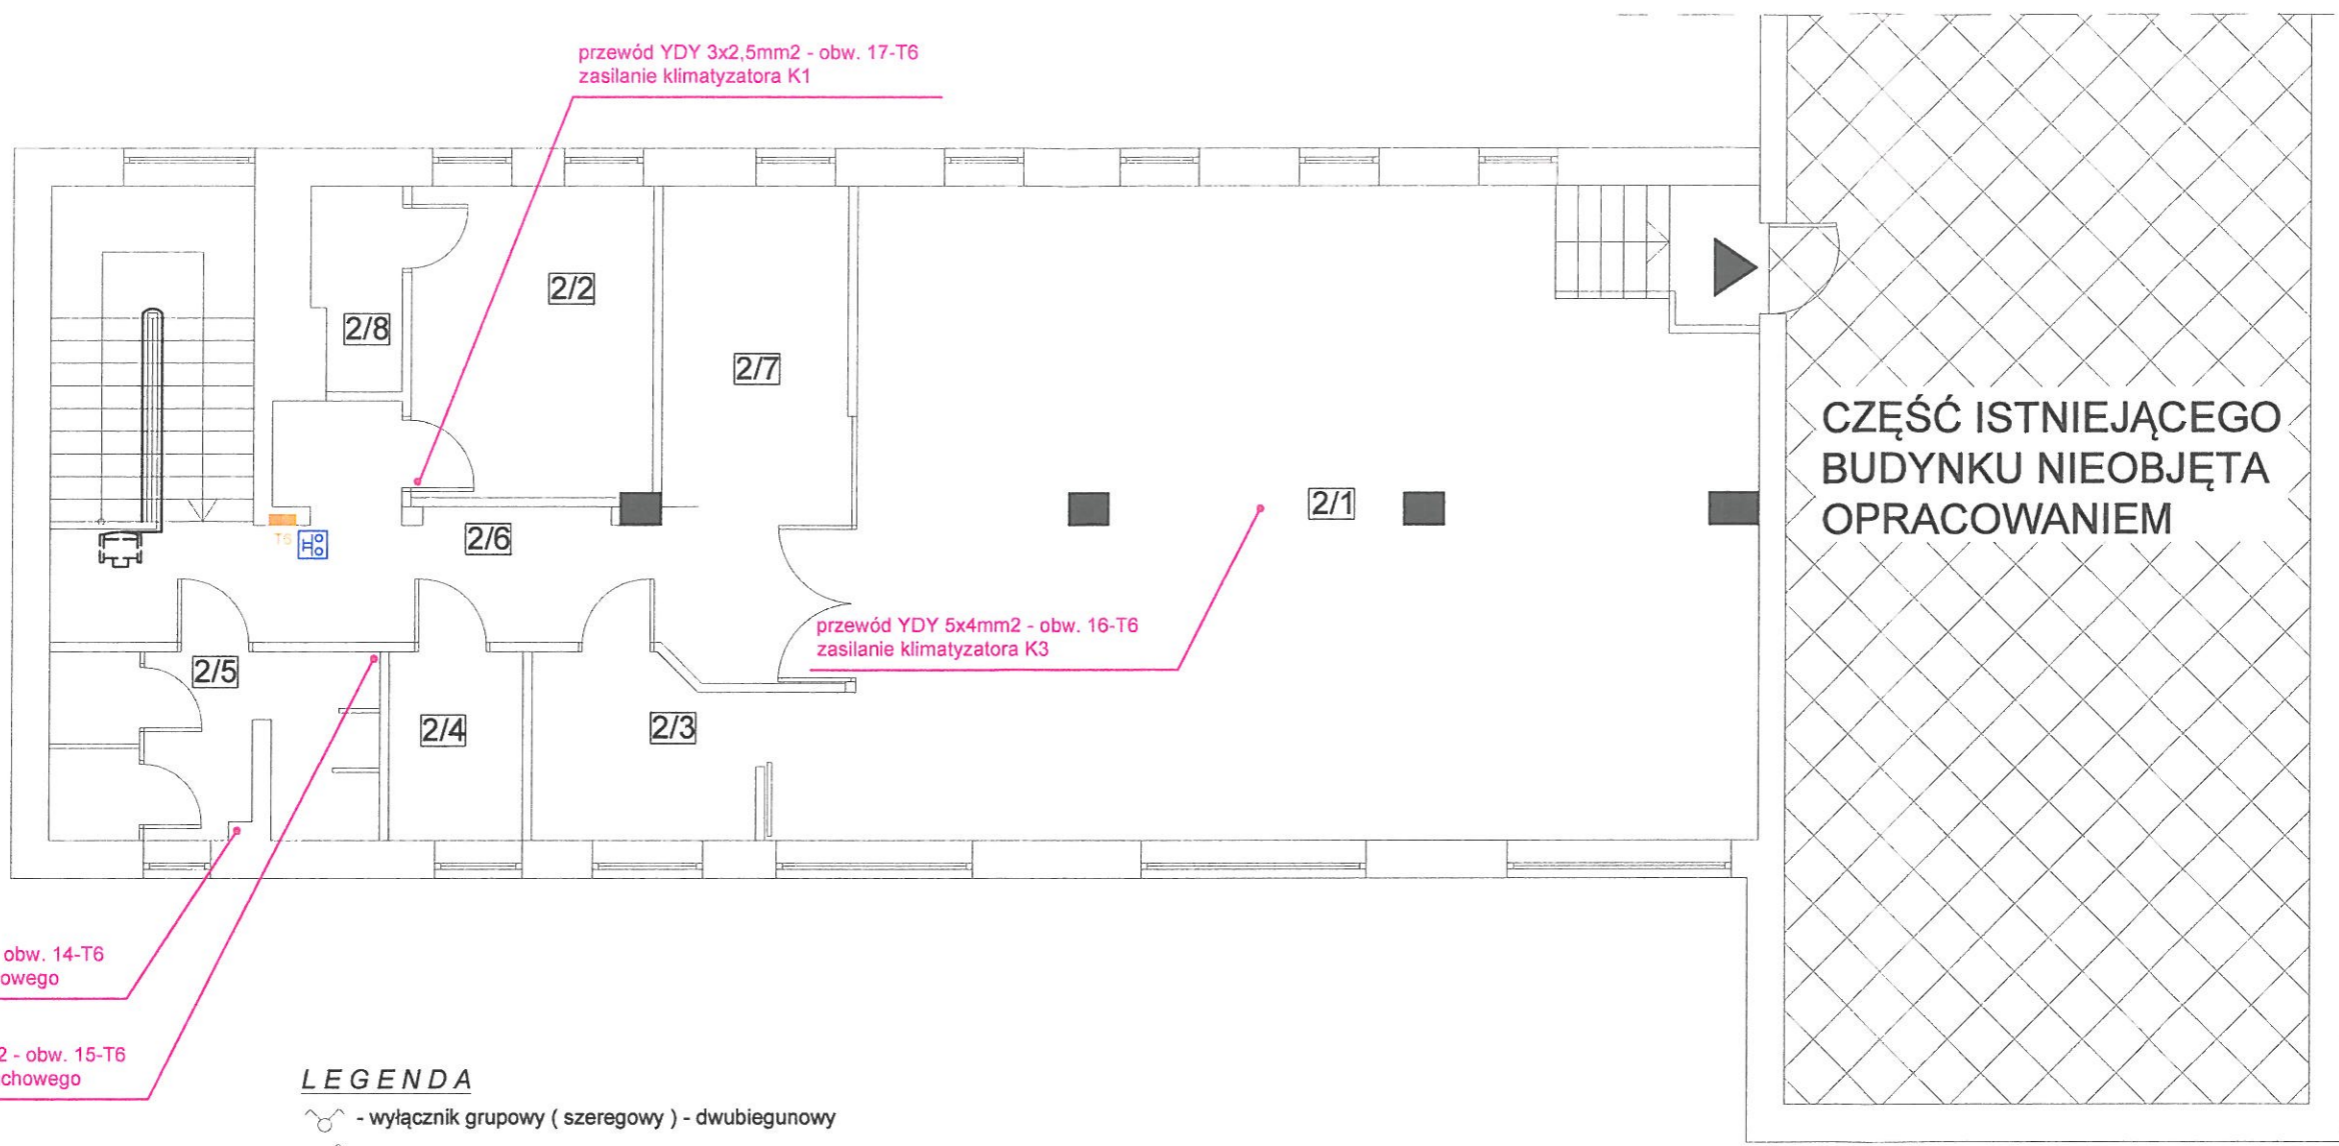 przewód YDY 3x2,5mm2 - obw. 17-T6
zasilanie klimatyzatora K1
2/2
2/8
2/7
CZĘŚĆ ISTNIEJĄCEGO
BUDYNKU NIEOBJĘTA
OPRACOWANIEM
2/1
2/6
przewód YDY 5x4mm2 - obw. 16-T6
zasilanie klimatyzatora K3
2/5
2/4
2/3
obw. 14-T6
owego
2 - obw. 15-T6
chowego
LEGENDA
- wyłącznik grupowy ( szeregowy ) - dwubiegunowy